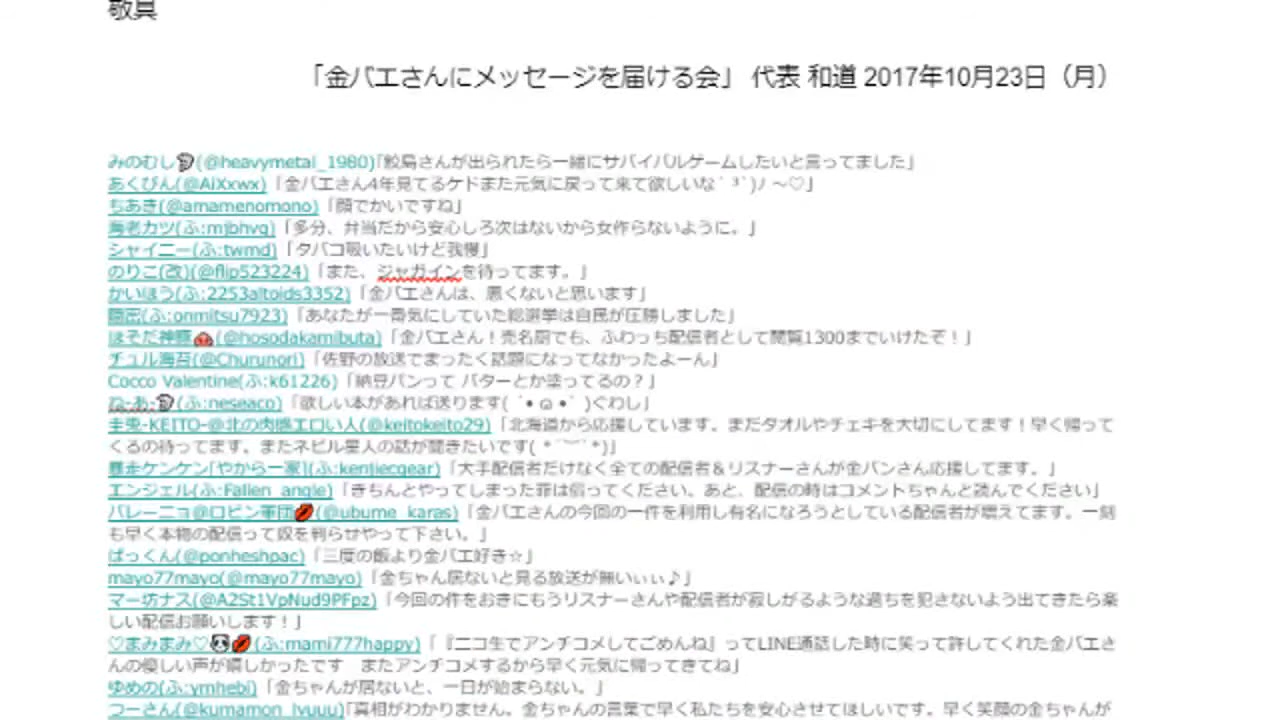 敬具
「金バエさんにメッセージを届ける会」 代表 和道 2017年10月23日（月）
みのむし(@heavymetal_1980)「鮫島さんが出られたら一緒にサバイバルゲームしたいと言ってました」
あくびん(@AiXxwx)「金バエさん4年見てるケドまた元気に戻って来て欲しいな´ ³`)ﾉ ～♡」
ちあき(@amamenomono)「顔でかいですね」
海老カツ(ふ:mjbhvq)「多分、弁当だから安心しろ次はないから女作らないように。」
シャイニー(ふ:twmd)「タバコ吸いたいけど我慢」
のりこ(改)(@flip523224)「また、ジャガインを待ってます。」
かいほう(ふ:2253altoids3352)「金バエさんは、悪くないと思います」
隠密(ふ:onmitsu7923)「あなたが一番気にしていた総選挙は自民が圧勝しました」
ほそだ神豚(@hosodakamibuta)「金バエさん！売名厨でも、ふわっち配信者として閲覧1300までいけたぞ！」
チュル海苔(@Churunori)「佐野の放送でまったく話題になってなかったよーん」
Cocco Valentine(ふ:k61226)「納豆パンって バターとか塗ってるの？」
ね-あ-(ふ:neseaco)「欲しい本があれば送ります( ´• ɷ •` )ぐわし」
圭兎-KEITO-@北の肉感エロい人(@keitokeito29)「北海道から応援しています。まだタオルやチェキを大切にしてます！早く帰って
くるの待ってます。またネビル星人の話が聞きたいです( *´︶`*)」
暴走ケンケン[やから一家](ふ:kenjiecgear)「大手配信者だけなく全ての配信者＆リスナーさんが金バンさん応援してます。」
エンジェル(ふ:Fallen_angle)「きちんとやってしまった罪は償ってください。あと、配信の時はコメントちゃんと読んでください」
バレーニョ@ロビン軍団💋(@ubume_karas)「金バエさんの今回の一件を利用し有名になろうとしている配信者が増えてます。一刻
も早く本物の配信って奴を判らせやって下さい。」
ぱっくん(@ponheshpac)「三度の飯より金バエ好き☆」
mayo77mayo(@mayo77mayo)「金ちゃん居ないと見る放送が無いぃぃ♪」
マー坊ナス(@A2St1VpNud9PFpz)「今回の件をおきにもうリスナーさんや配信者が寂しがるような過ちを犯さないよう出てきたら楽
しい配信お願いします！」
♡まみまみ♡🐼💋(ふ:mami777happy)「『ニコ生でアンチコメしてごめんね』ってLINE通話した時に笑って許してくれた金バエさ
んの優しい声が嬉しかったです　またアンチコメするから早く元気に帰ってきてね」
ゆめの(ふ:ymhebi)「金ちゃんが居ないと、一日が始まらない。」
つーさん(@kumamon_lvuuu)「真相がわかりません。金ちゃんの言葉で早く私たちを安心させてほしいです。早く笑顔の金ちゃんが